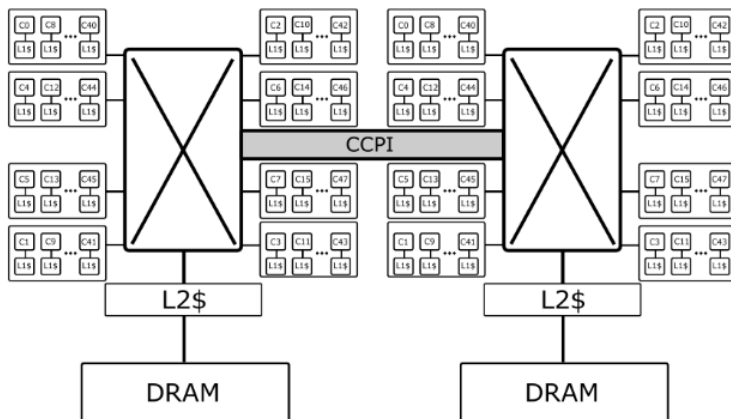 C0 C8 ... C40
L1$ L1$ L1$
C2 C10 ... C42
L1$ L1$ L1$
C4 C12 ... C44
L1$ L1$ L1$
C6 C14 ... C46
L1$ L1$ L1$
C5 C13 ... C45
L1$ L1$ L1$
C7 C15 ... C47
L1$ L1$ L1$
C1 C9 ... C41
L1$ L1$ L1$
C3 C11 ... C43
L1$ L1$ L1$
L2$
DRAM
CCPI
C0 C8 ... C40
L1$ L1$ L1$
C2 C10 ... C42
L1$ L1$ L1$
C4 C12 ... C44
L1$ L1$ L1$
C6 C14 ... C46
L1$ L1$ L1$
C5 C13 ... C45
L1$ L1$ L1$
C7 C15 ... C47
L1$ L1$ L1$
C1 C9 ... C41
L1$ L1$ L1$
C3 C11 ... C43
L1$ L1$ L1$
L2$
DRAM